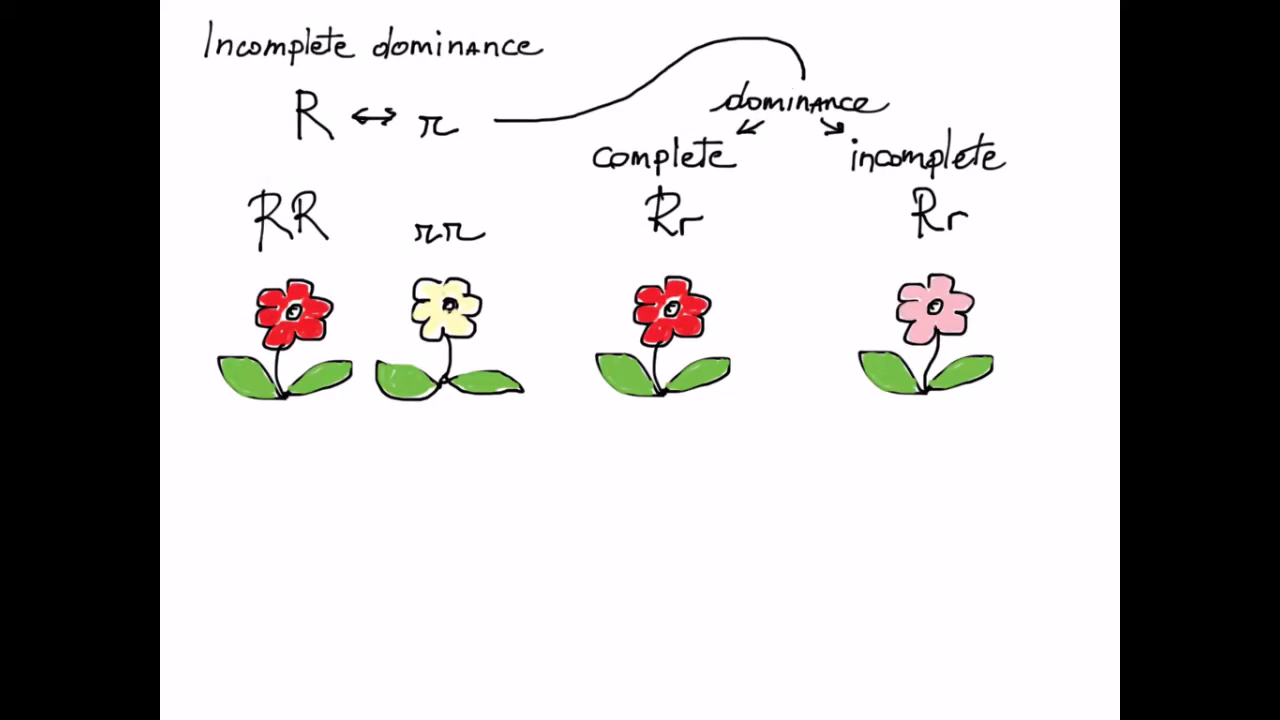 Incomplete dominance
R ↔ r
dominance
complete
incomplete
RR
rr
Rr
Rr